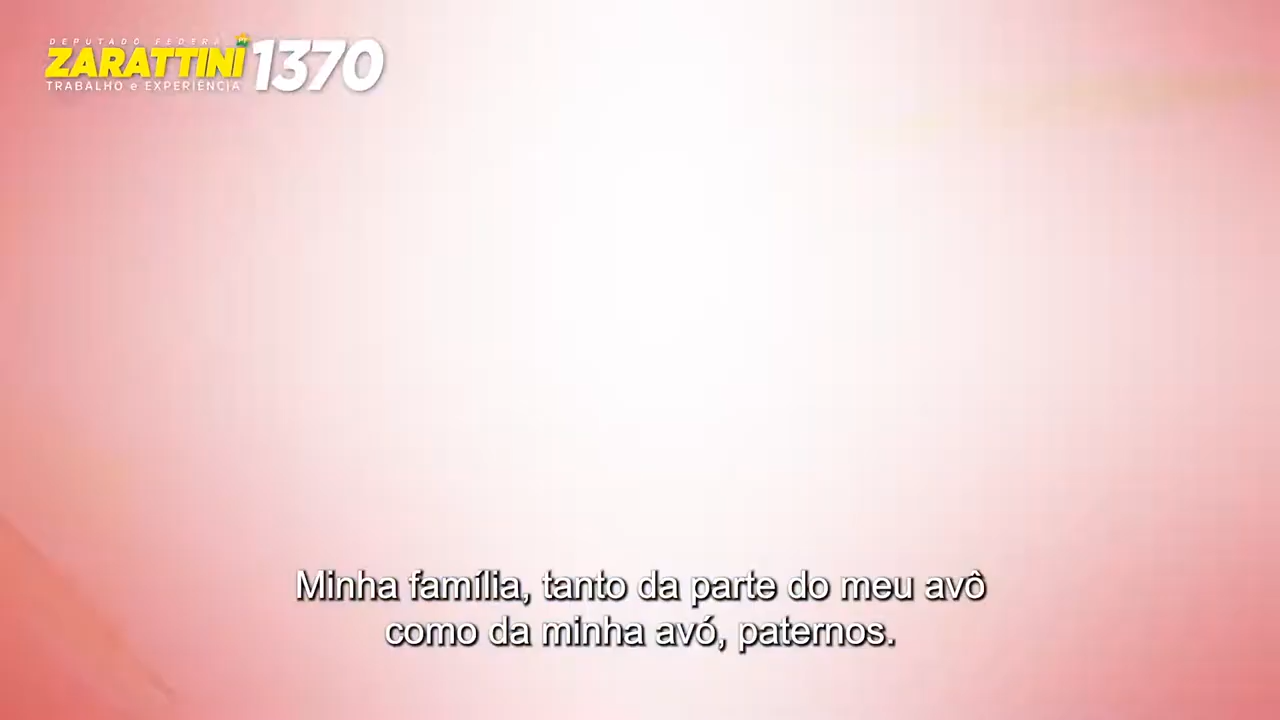 DEPUTADO FEDERAL
ZARATTINI 1370
TRABALHO e EXPERIÊNCIA
Minha família, tanto da parte do meu avô
como da minha avó, paternos.